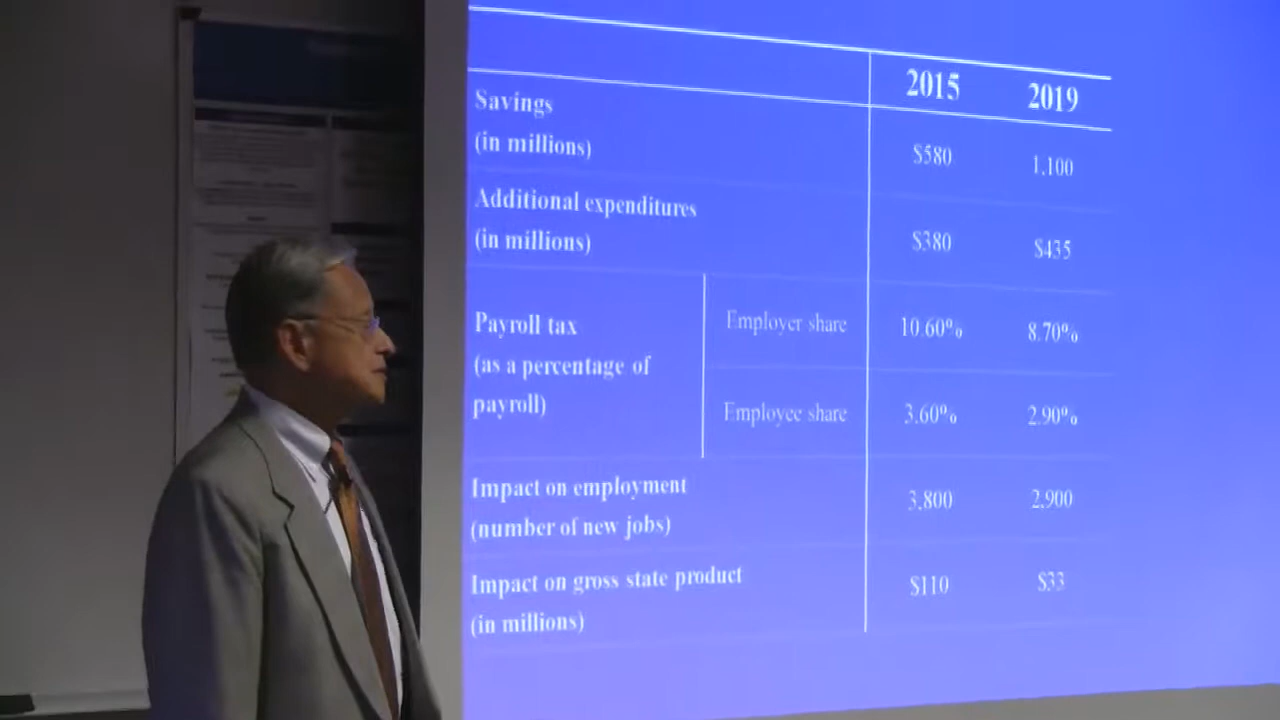 2015 2019
Savings
(in millions) $580 1,100
Additional expenditures
(in millions) $380 $435
Payroll tax
(as a percentage of
payroll)
Employer share 10.60% 8.70%
Employee share 3.60% 2.90%
Impact on employment
(number of new jobs) 3,800 2,900
Impact on gross state product
(in millions) $110 $33